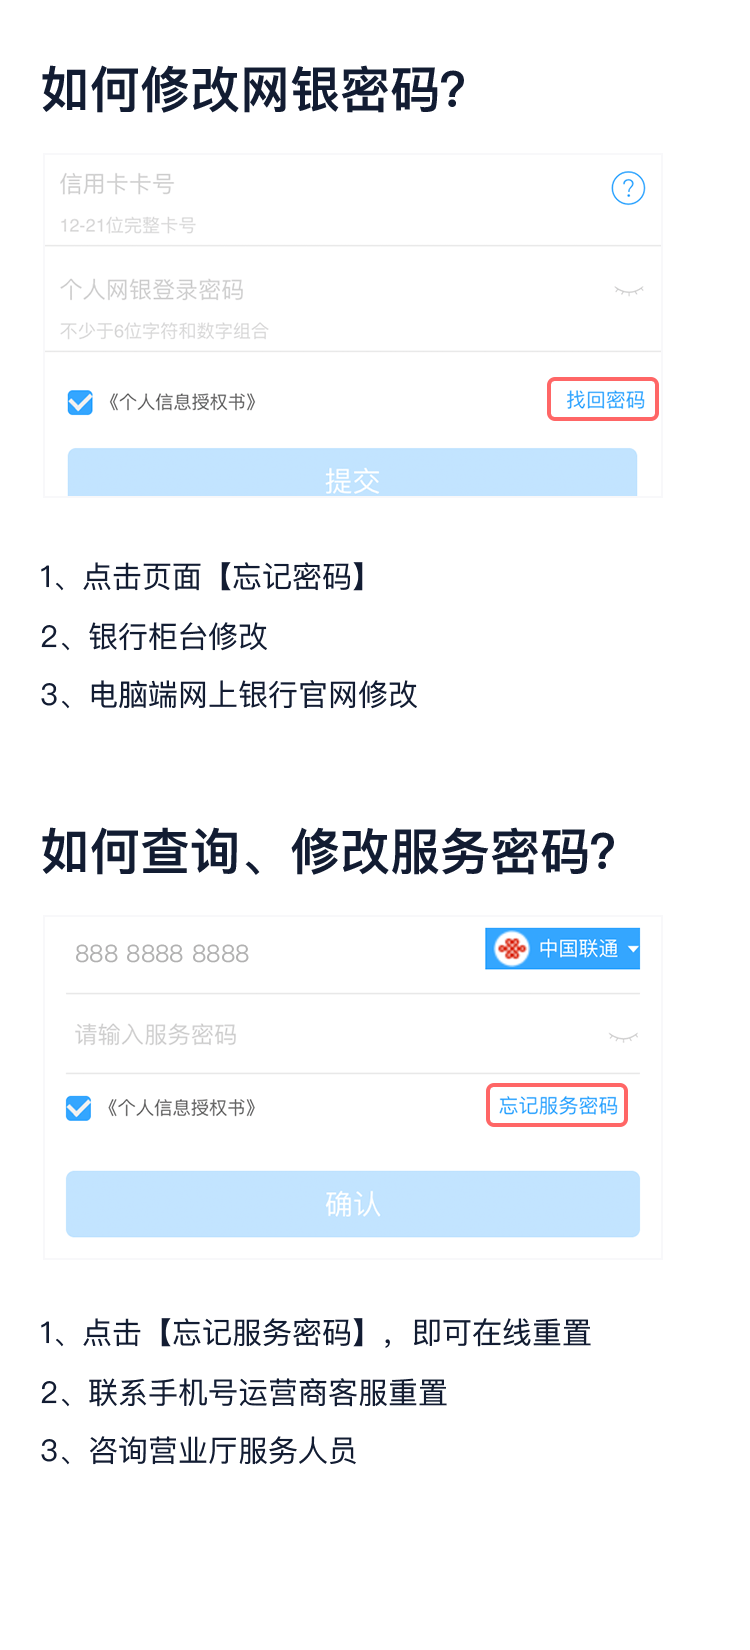 如何修改网银密码?
信用卡卡号
?
12-21位完整卡号
个人网银登录密码
不少于6位字符和数字组合
《个人信息授权书》
找回密码
提交
1、点击页面【忘记密码】
2、银行柜台修改
3、电脑端网上银行官网修改
如何查询、修改服务密码?
888 8888 8888
中国联通
请输入服务密码
《个人信息授权书》
忘记服务密码
确认
1、点击【忘记服务密码】，即可在线重置
2、联系手机号运营商客服重置
3、咨询营业厅服务人员